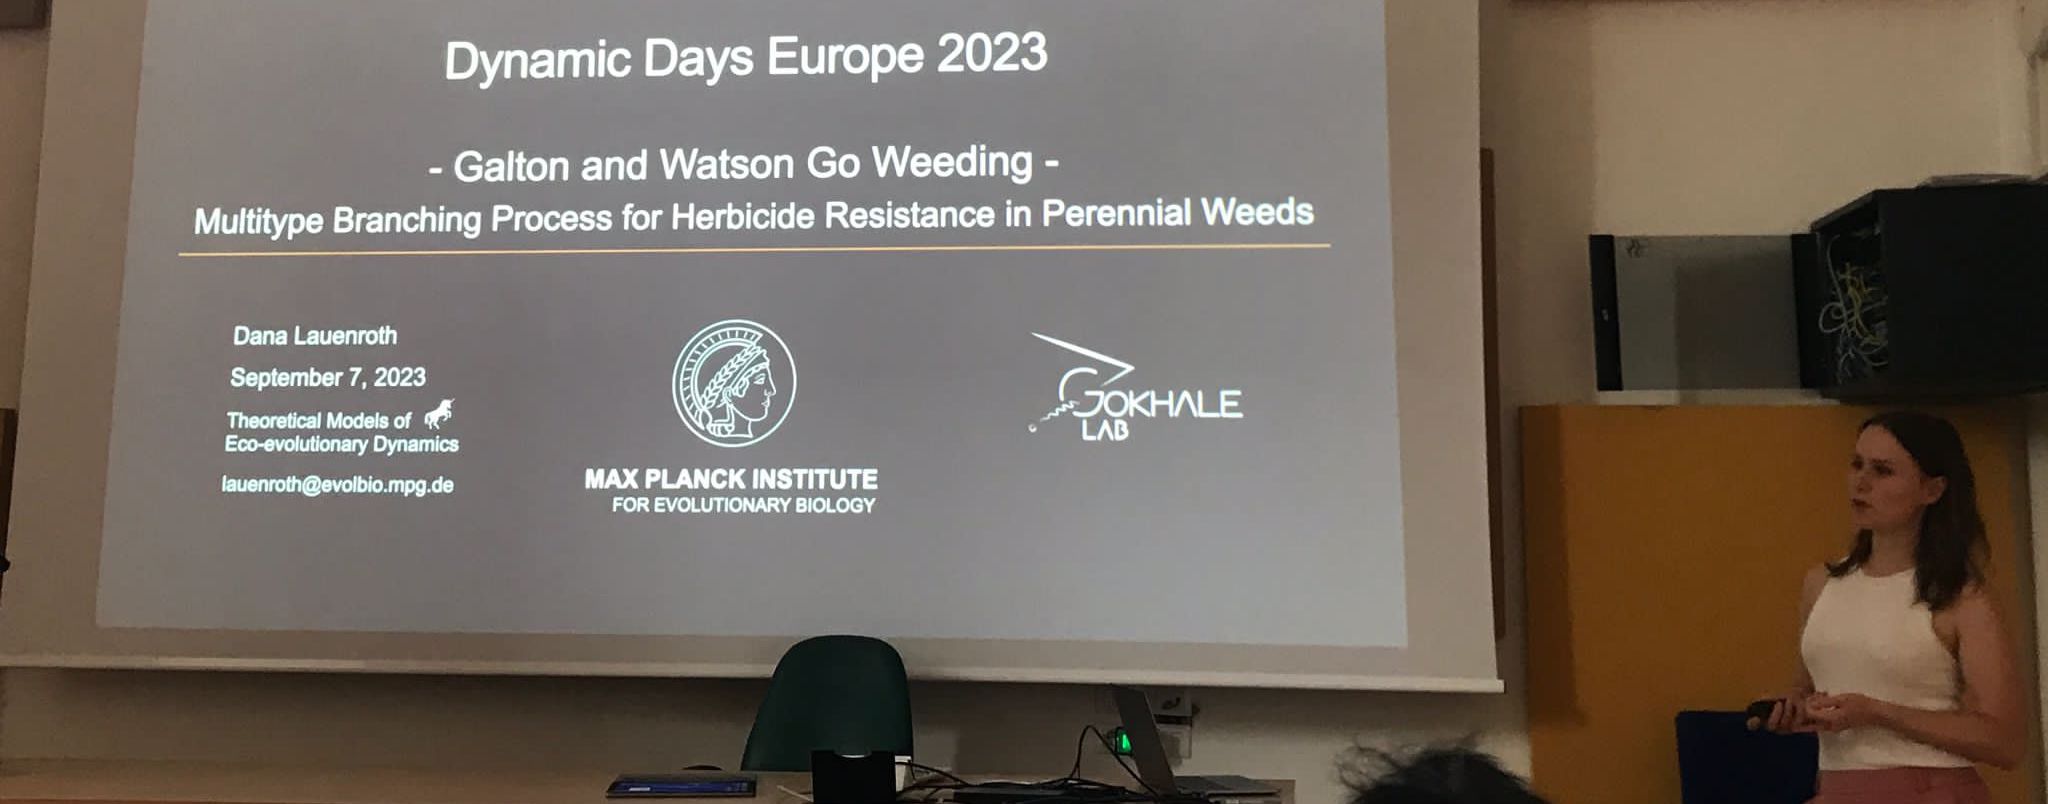 Dynamic Days Europe 2023
- Galton and Watson Go Weeding -
Multitype Branching Process for Herbicide Resistance in Perennial Weeds
Dana Lauenroth
September 7, 2023
Theoretical Models of
Eco-evolutionary Dynamics
lauenroth@evolbio.mpg.de
MAX PLANCK INSTITUTE
FOR EVOLUTIONARY BIOLOGY
GOKHALE
LAB